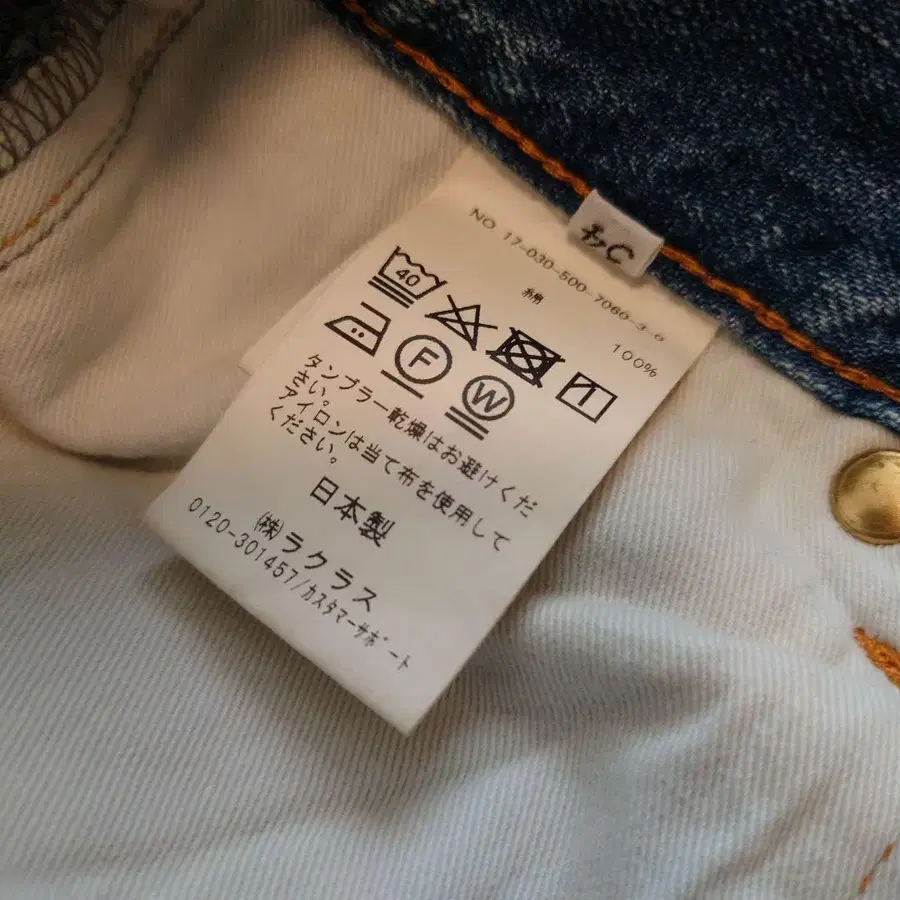 NO 17-030-500-7060-3-0
綿 100%
40
F
W
タンブラー乾燥はお避けくだ
さい。
アイロンは当て布を使用して
ください。
日本製
(株)ラクラス
0120-301457/カスタマーサポート